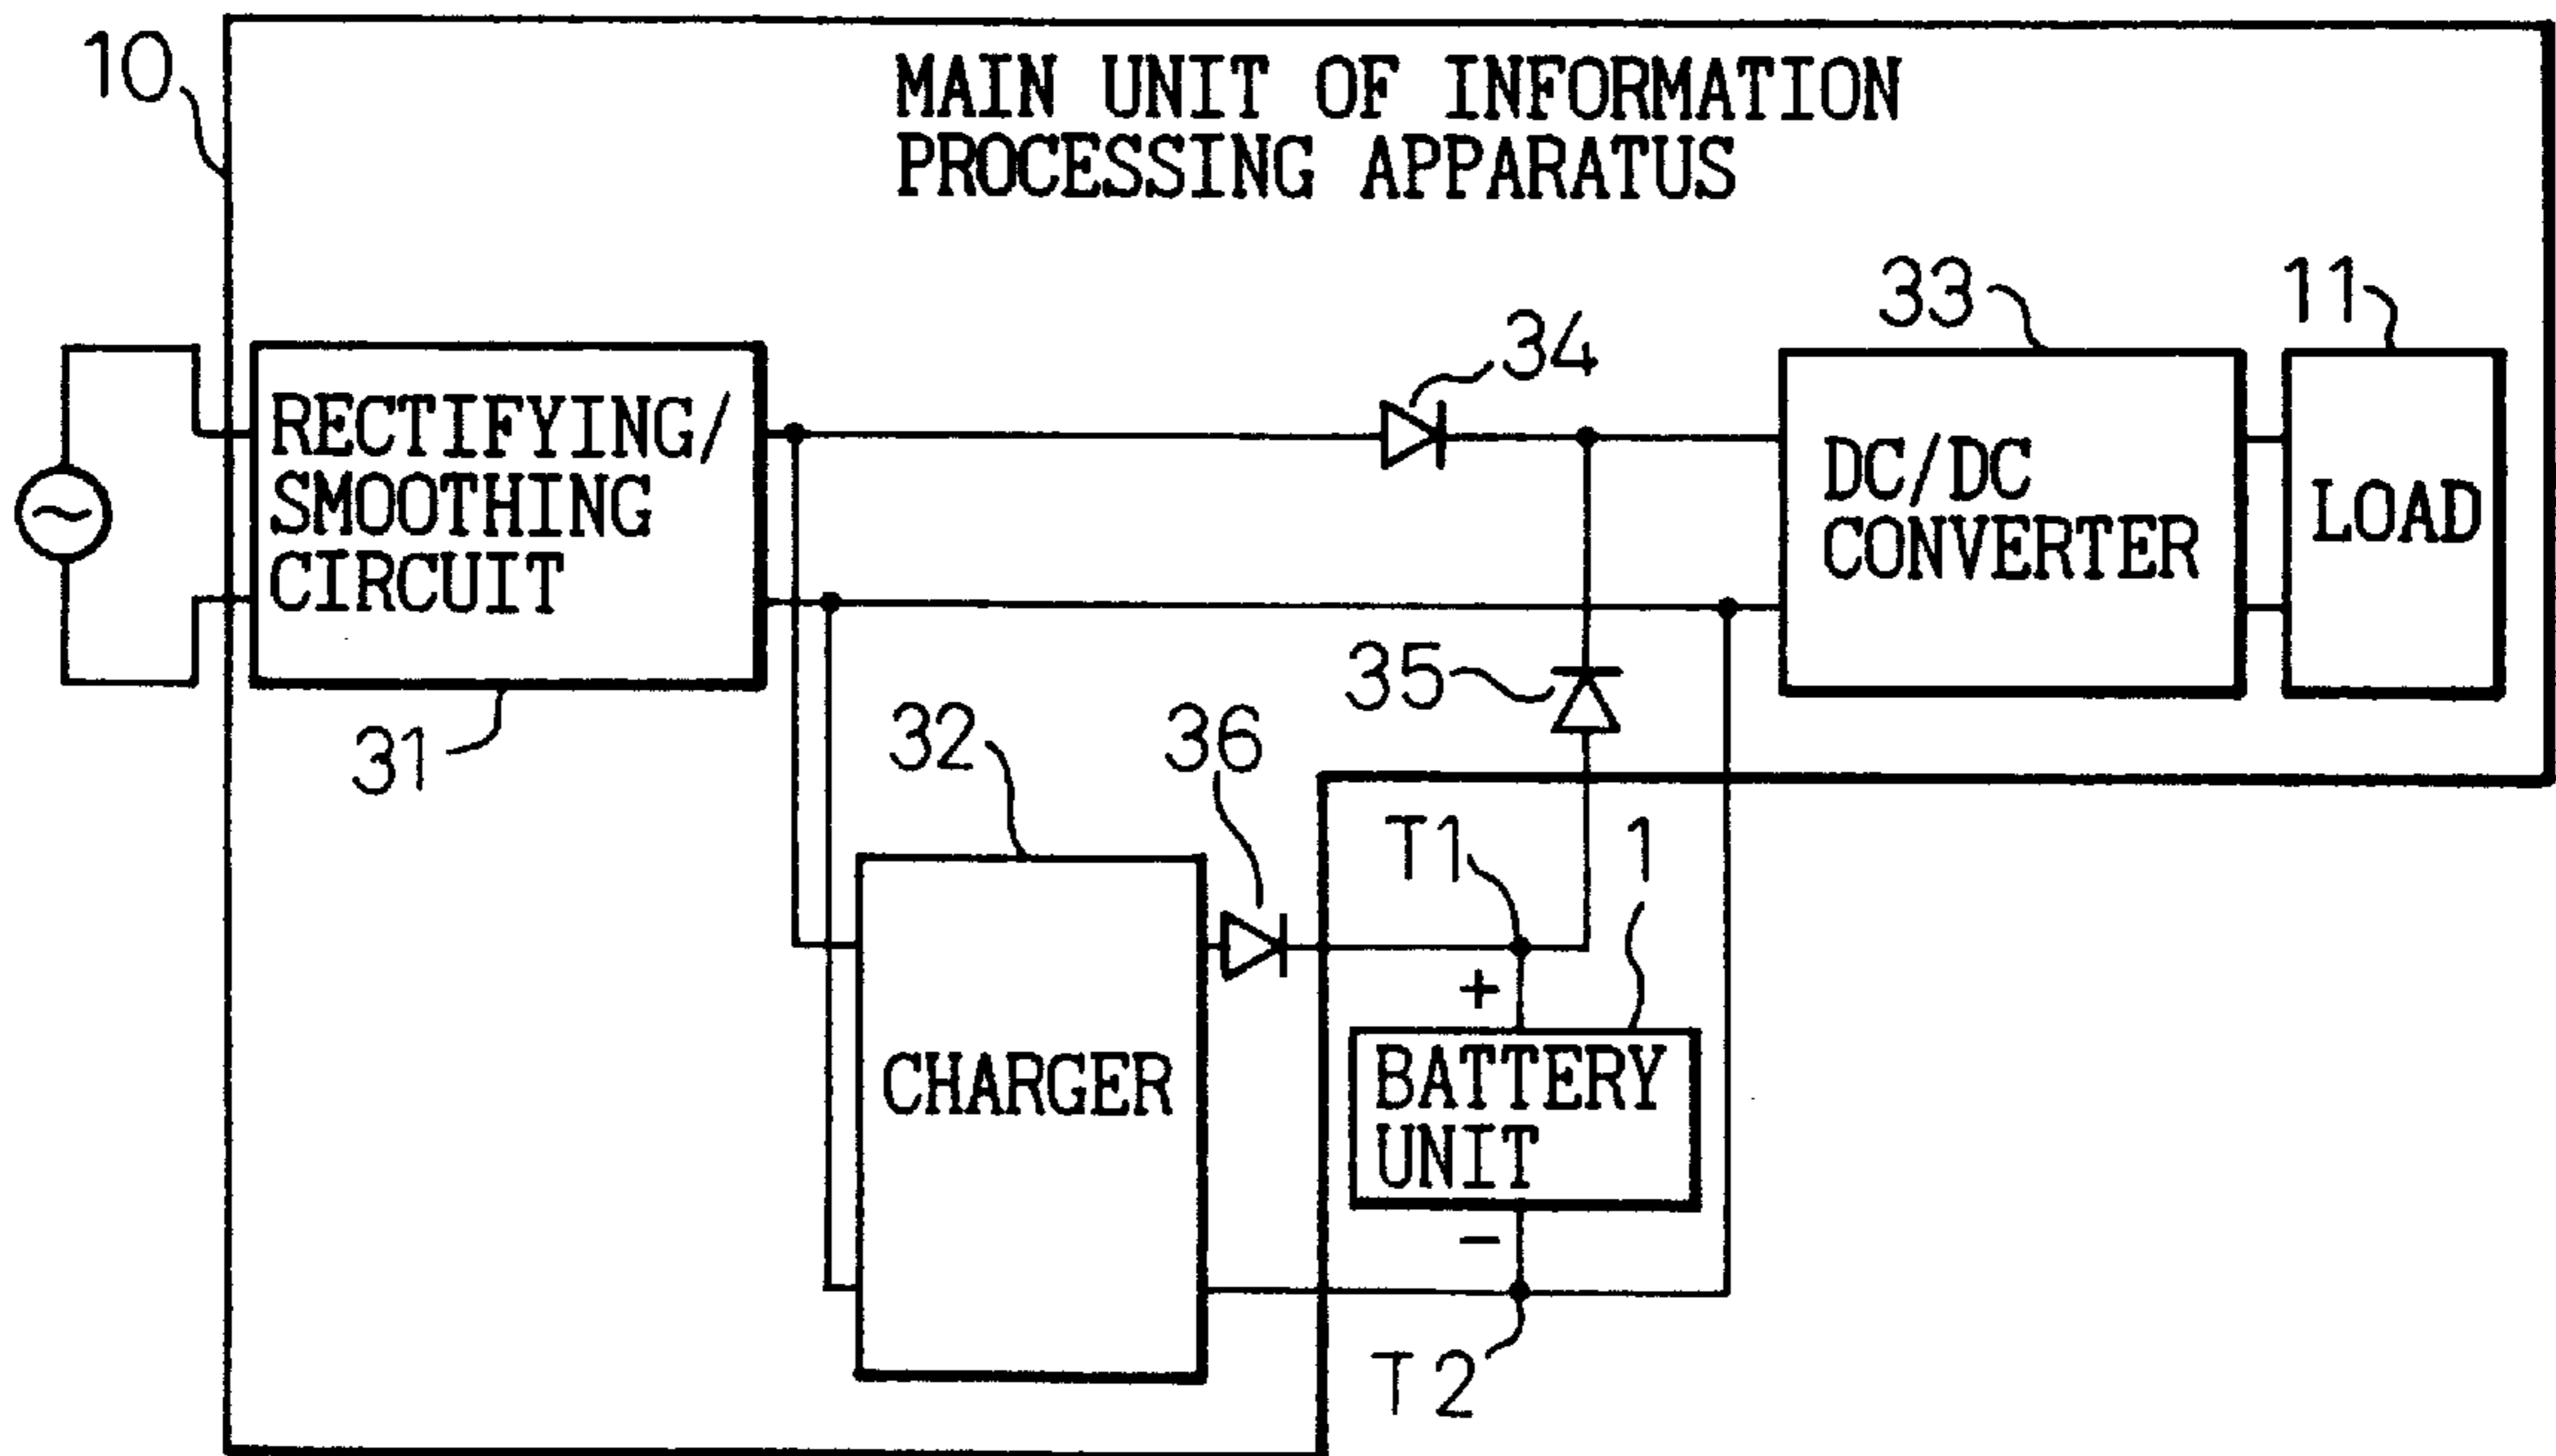 10
MAIN UNIT OF INFORMATION
PROCESSING APPARATUS
33
11
34
RECTIFYING/
SMOOTHING
CIRCUIT
DC/DC
CONVERTER
LOAD
35
31
32
36
T1
1
+
CHARGER
BATTERY
UNIT
−
T2